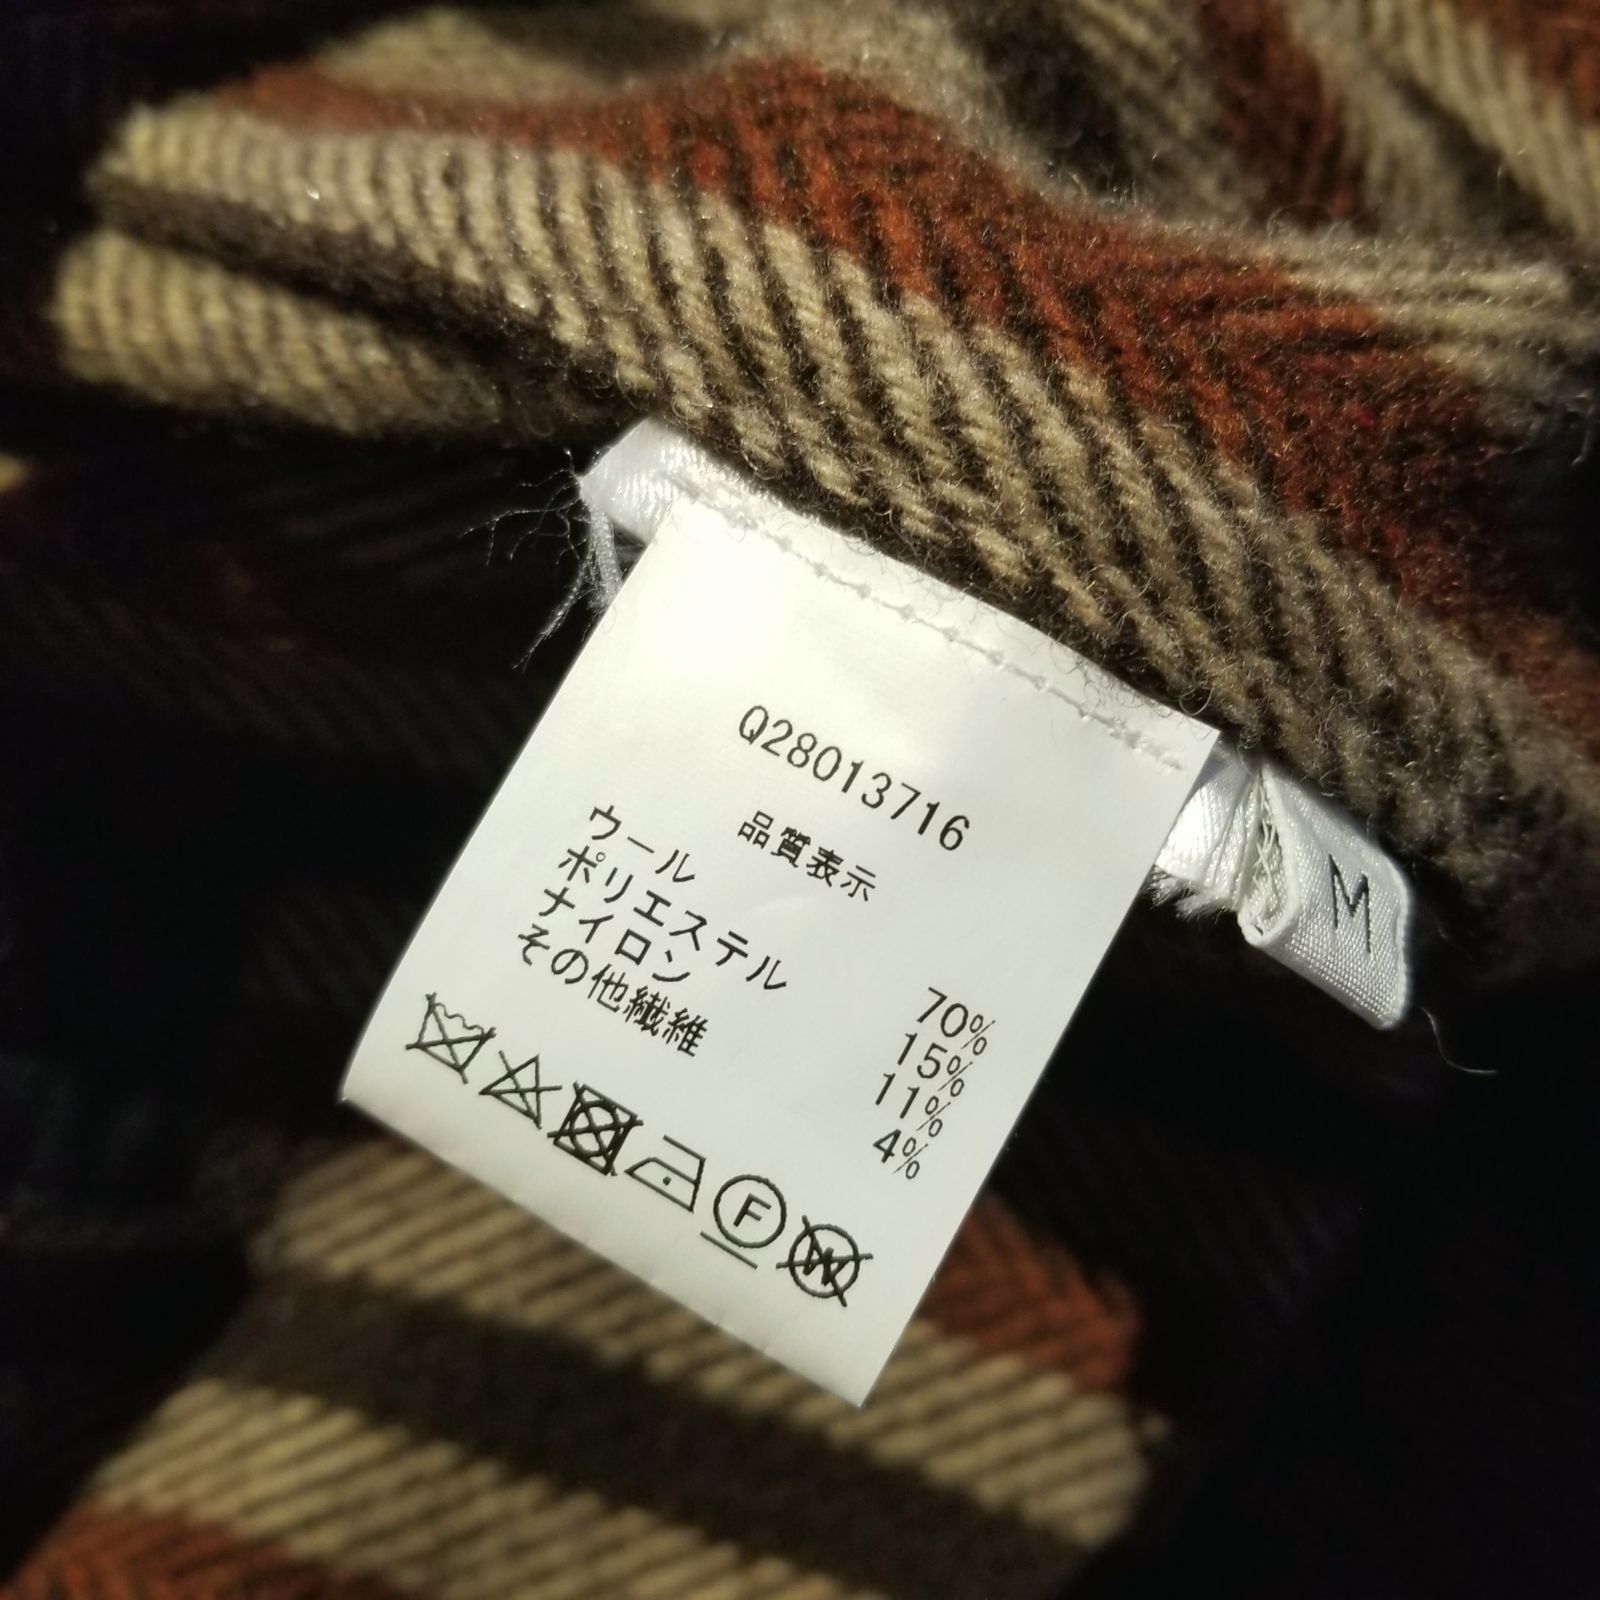 Q28013716
品質表示
ウール 70%
ポリエステル 15%
ナイロン 11%
その他繊維 4%
F
W
M